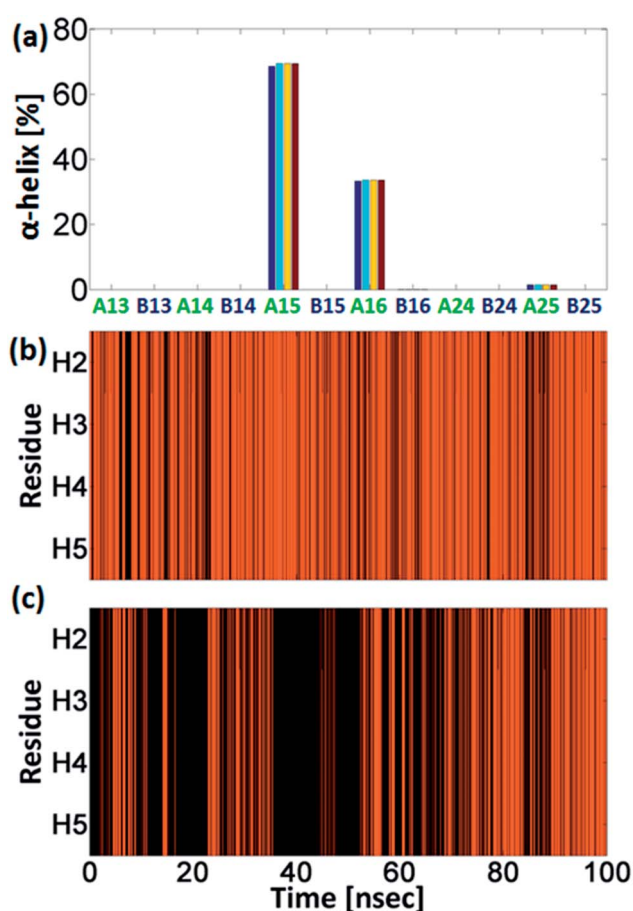 (a)
α-helix [%]
80
60
40
20
0
A13 B13 A14 B14 A15 B15 A16 B16 A24 B24 A25 B25
(b)
Residue
H2
H3
H4
H5
(c)
Residue
H2
H3
H4
H5
0 20 40 60 80 100
Time [nsec]